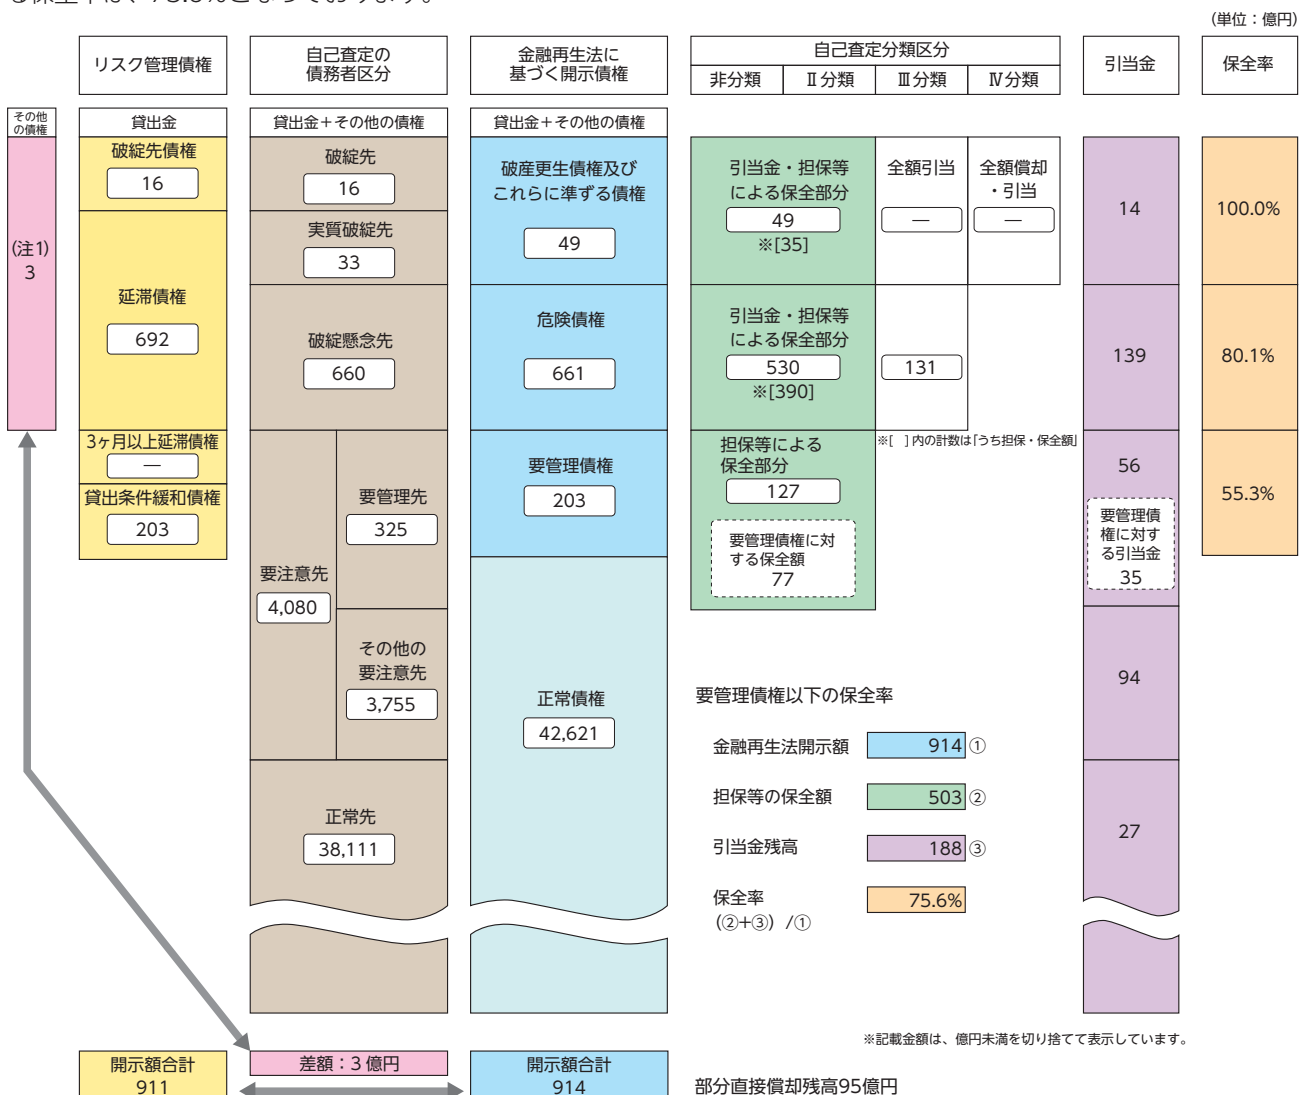 (単位：億円)
リスク管理債権
自己査定の
債務者区分
金融再生法に
基づく開示債権
自己査定分類区分
非分類
Ⅱ分類
Ⅲ分類
Ⅳ分類
引当金
保全率
その他
の債権
貸出金
貸出金＋その他の債権
貸出金＋その他の債権
(注1)
3
破綻先債権
16
延滞債権
692
3ヶ月以上延滞債権
―
貸出条件緩和債権
203
破綻先
16
実質破綻先
33
破綻懸念先
660
要注意先
4,080
要管理先
325
その他の
要注意先
3,755
正常先
38,111
破産更生債権及び
これらに準ずる債権
49
危険債権
661
要管理債権
203
正常債権
42,621
引当金・担保等
による保全部分
49
※[35]
全額引当
―
全額償却
・引当
―
引当金・担保等
による保全部分
530
※[390]
131
※[　]内の計数は「うち担保・保全額」
担保等による
保全部分
127
要管理債権に対
する保全額
77
14
139
56
要管理債
権に対す
る引当金
35
94
27
100.0%
80.1%
55.3%
要管理債権以下の保全率
金融再生法開示額 914 ①
担保等の保全額 503 ②
引当金残高 188 ③
保全率 75.6%
(②+③) /①
※記載金額は、億円未満を切り捨てて表示しています。
開示額合計
911
差額：3 億円
開示額合計
914
部分直接償却残高95億円